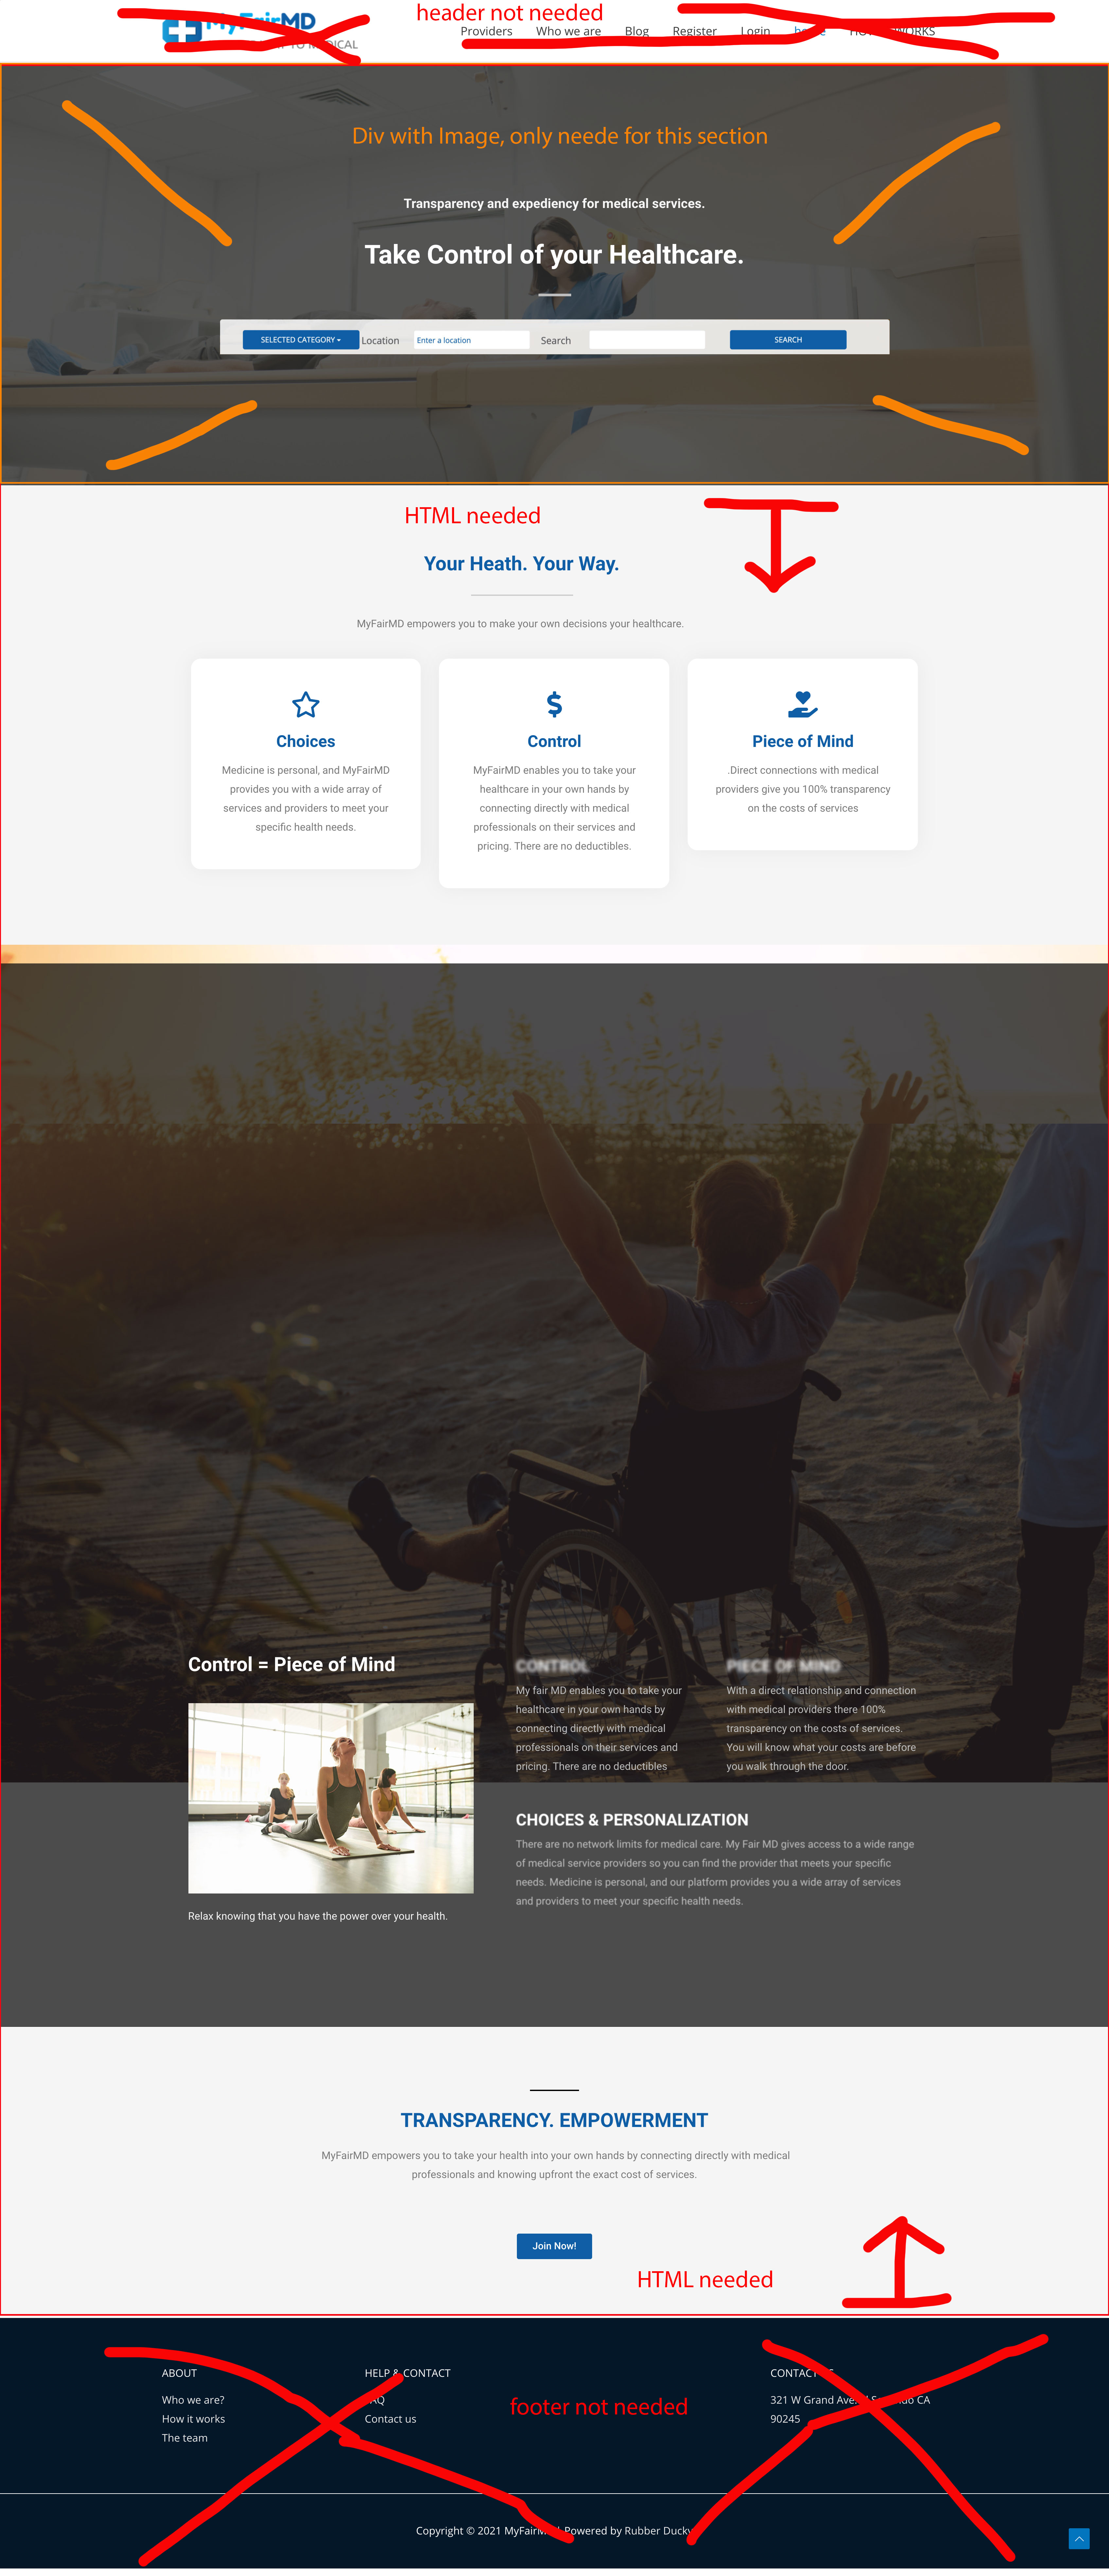 header not needed
MyFairMD
TO MEDICAL
Providers Who we are Blog Register Login
Div with Image, only neede for this section
Transparency and expediency for medical services.
Take Control of your Healthcare.
SELECTED CATEGORY Location Enter a location Search SEARCH
HTML needed
Your Heath. Your Way.
MyFairMD empowers you to make your own decisions your healthcare.
Choices
Medicine is personal, and MyFairMD
provides you with a wide array of
services and providers to meet your
specific health needs.
Control
MyFairMD enables you to take your
healthcare in your own hands by
connecting directly with medical
professionals on their services and
pricing. There are no deductibles.
Piece of Mind
.Direct connections with medical
providers give you 100% transparency
on the costs of services
Control = Piece of Mind
Relax knowing that you have the power over your health.
CONTROL
My fair MD enables you to take your
healthcare in your own hands by
connecting directly with medical
professionals on their services and
pricing. There are no deductibles
PIECE OF MIND
With a direct relationship and connection
with medical providers there 100%
transparency on the costs of services.
You will know what your costs are before
you walk through the door.
CHOICES & PERSONALIZATION
There are no network limits for medical care. My Fair MD gives access to a wide range
of medical service providers so you can find the provider that meets your specific
needs. Medicine is personal, and our platform provides you a wide array of services
and providers to meet your specific health needs.
TRANSPARENCY. EMPOWERMENT
MyFairMD empowers you to take your health into your own hands by connecting directly with medical
professionals and knowing upfront the exact cost of services.
Join Now!
HTML needed
ABOUT
Who we are?
How it works
The team
HELP & CONTACT
Contact us
footer not needed
CONTACT
321 W Grand CA
90245
Copyright © 2021 Powered by Rubber Ducky